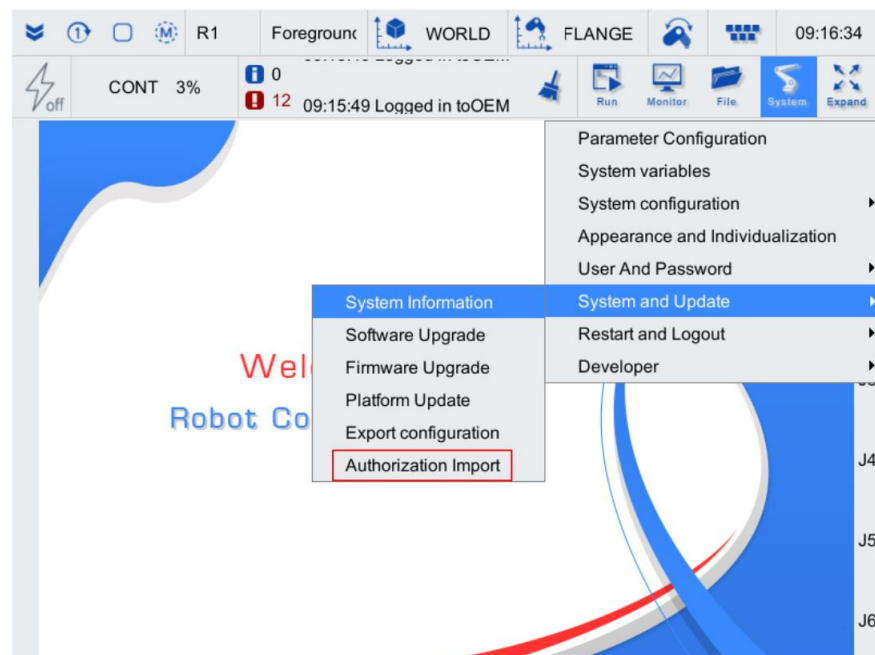 1 M R1 Foreground WORLD FLANGE 09:16:34
off CONT 3% 0
12 09:15:49 Logged in toOEM
Run Monitor File System Expand
Parameter Configuration
System variables
System configuration
Appearance and Individualization
User And Password
System and Update
Restart and Logout
Developer
System Information
Software Upgrade
Firmware Upgrade
Platform Update
Export configuration
Authorization Import
Wel
Robot Co
J4
J5
J6